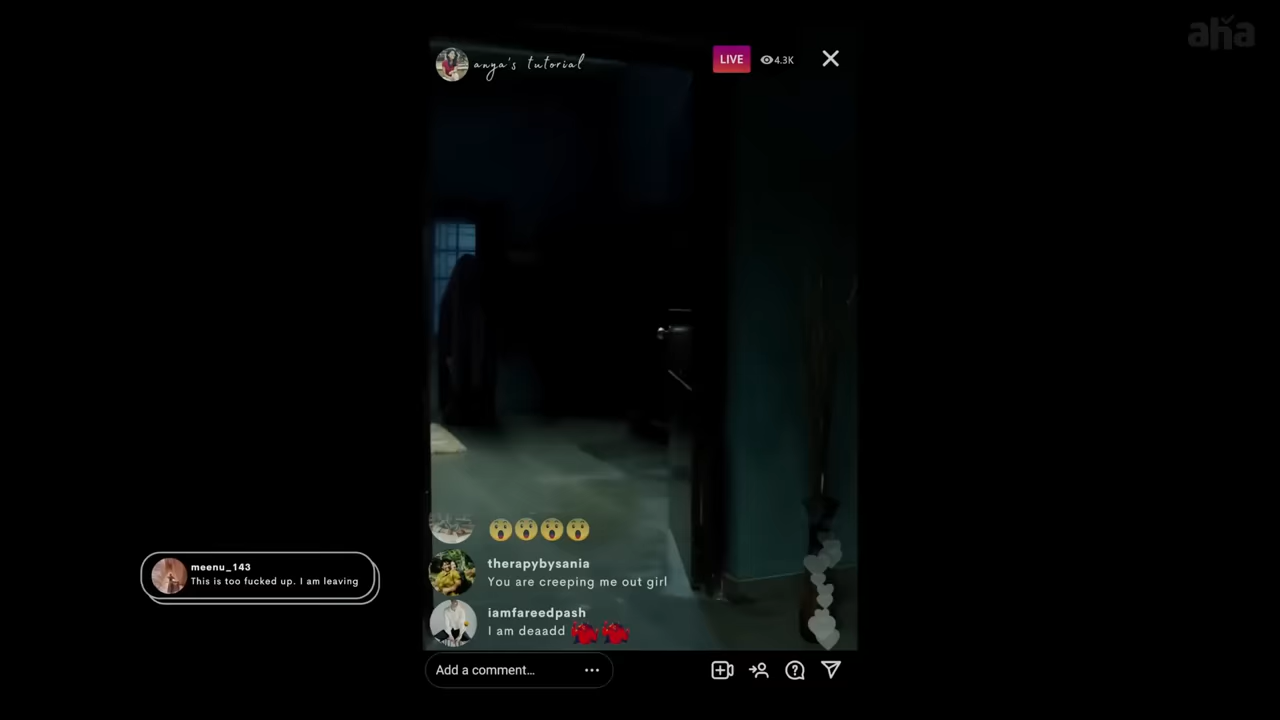 aha
anya's tutorial
LIVE
4.3K
therapybysania
You are creeping me out girl
meenu_143
This is too fucked up. I am leaving
iamfareedpash
I am deaadd
Add a comment...